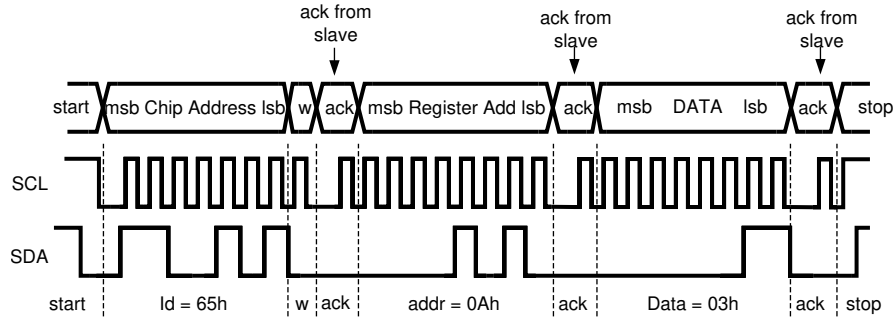 ack from
slave
ack from
slave
ack from
slave
start msb Chip Address lsb w ack msb Register Add lsb ack msb DATA lsb ack stop
SCL
SDA
start Id = 65h w ack addr = 0Ah ack Data = 03h ack stop